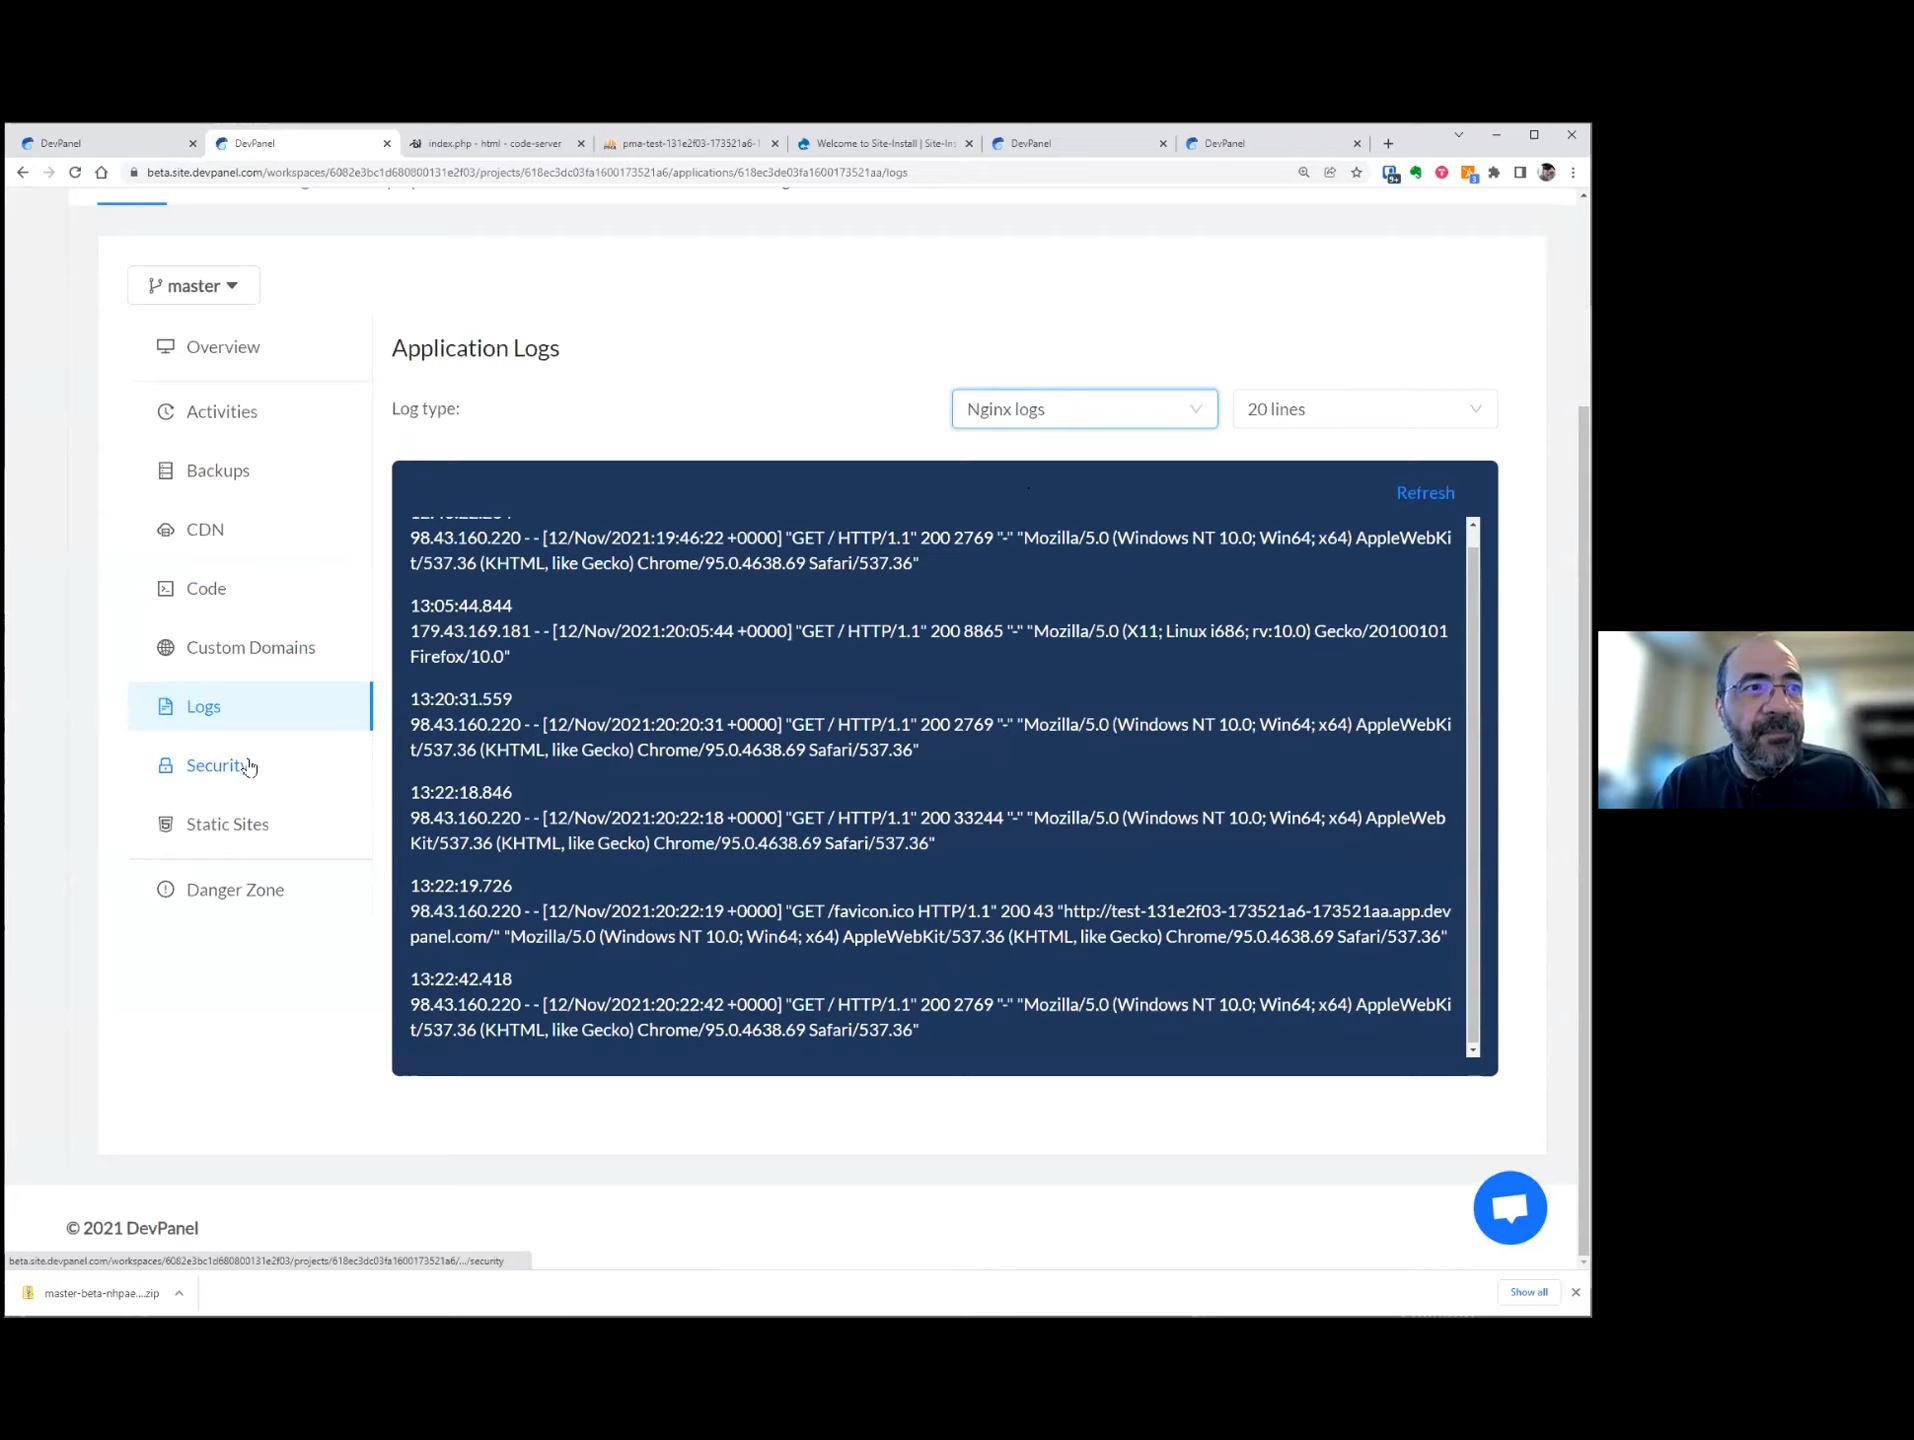 DevPanel
DevPanel
index.php - html - code-server
pma-test-131e2f03-173521a6-1
Welcome to Site-Install | Site-Ins
DevPanel
DevPanel
beta.site.devpanel.com/workspaces/6082e3bc1d680800131e2f03/projects/618ec3dc03fa1600173521a6/applications/618ec3de03fa1600173521aa/logs
master
Overview
Activities
Backups
CDN
Code
Custom Domains
Logs
Security
Static Sites
Danger Zone
Application Logs
Log type:
Nginx logs
20 lines
Refresh
98.43.160.220 - - [12/Nov/2021:19:46:22 +0000] "GET / HTTP/1.1" 200 2769 "-" "Mozilla/5.0 (Windows NT 10.0; Win64; x64) AppleWebKi
t/537.36 (KHTML, like Gecko) Chrome/95.0.4638.69 Safari/537.36"
13:05:44.844
179.43.169.181 - - [12/Nov/2021:20:05:44 +0000] "GET / HTTP/1.1" 200 8865 "-" "Mozilla/5.0 (X11; Linux i686; rv:10.0) Gecko/20100101
Firefox/10.0"
13:20:31.559
98.43.160.220 - - [12/Nov/2021:20:20:31 +0000] "GET / HTTP/1.1" 200 2769 "-" "Mozilla/5.0 (Windows NT 10.0; Win64; x64) AppleWebKi
t/537.36 (KHTML, like Gecko) Chrome/95.0.4638.69 Safari/537.36"
13:22:18.846
98.43.160.220 - - [12/Nov/2021:20:22:18 +0000] "GET / HTTP/1.1" 200 33244 "-" "Mozilla/5.0 (Windows NT 10.0; Win64; x64) AppleWeb
Kit/537.36 (KHTML, like Gecko) Chrome/95.0.4638.69 Safari/537.36"
13:22:19.726
98.43.160.220 - - [12/Nov/2021:20:22:19 +0000] "GET /favicon.ico HTTP/1.1" 200 43 "http://test-131e2f03-173521a6-173521aa.app.dev
panel.com/" "Mozilla/5.0 (Windows NT 10.0; Win64; x64) AppleWebKit/537.36 (KHTML, like Gecko) Chrome/95.0.4638.69 Safari/537.36"
13:22:42.418
98.43.160.220 - - [12/Nov/2021:20:22:42 +0000] "GET / HTTP/1.1" 200 2769 "-" "Mozilla/5.0 (Windows NT 10.0; Win64; x64) AppleWebKi
t/537.36 (KHTML, like Gecko) Chrome/95.0.4638.69 Safari/537.36"
© 2021 DevPanel
beta.site.devpanel.com/workspaces/6082e3bc1d680800131e2f03/projects/618ec3dc03fa1600173521a6/.../security
master-beta-nhpae....zip
Show all